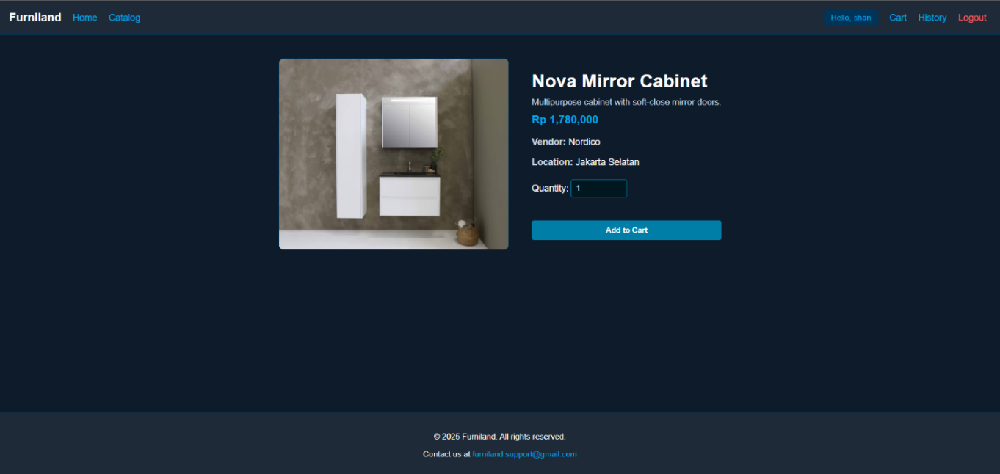 Furniland Home Catalog Hello, shan Cart History Logout
Nova Mirror Cabinet
Multipurpose cabinet with soft-close mirror doors.
Rp 1,780,000
Vendor: Nordico
Location: Jakarta Selatan
Quantity: 1
Add to Cart
© 2025 Furniland. All rights reserved.
Contact us at furniland.support@gmail.com